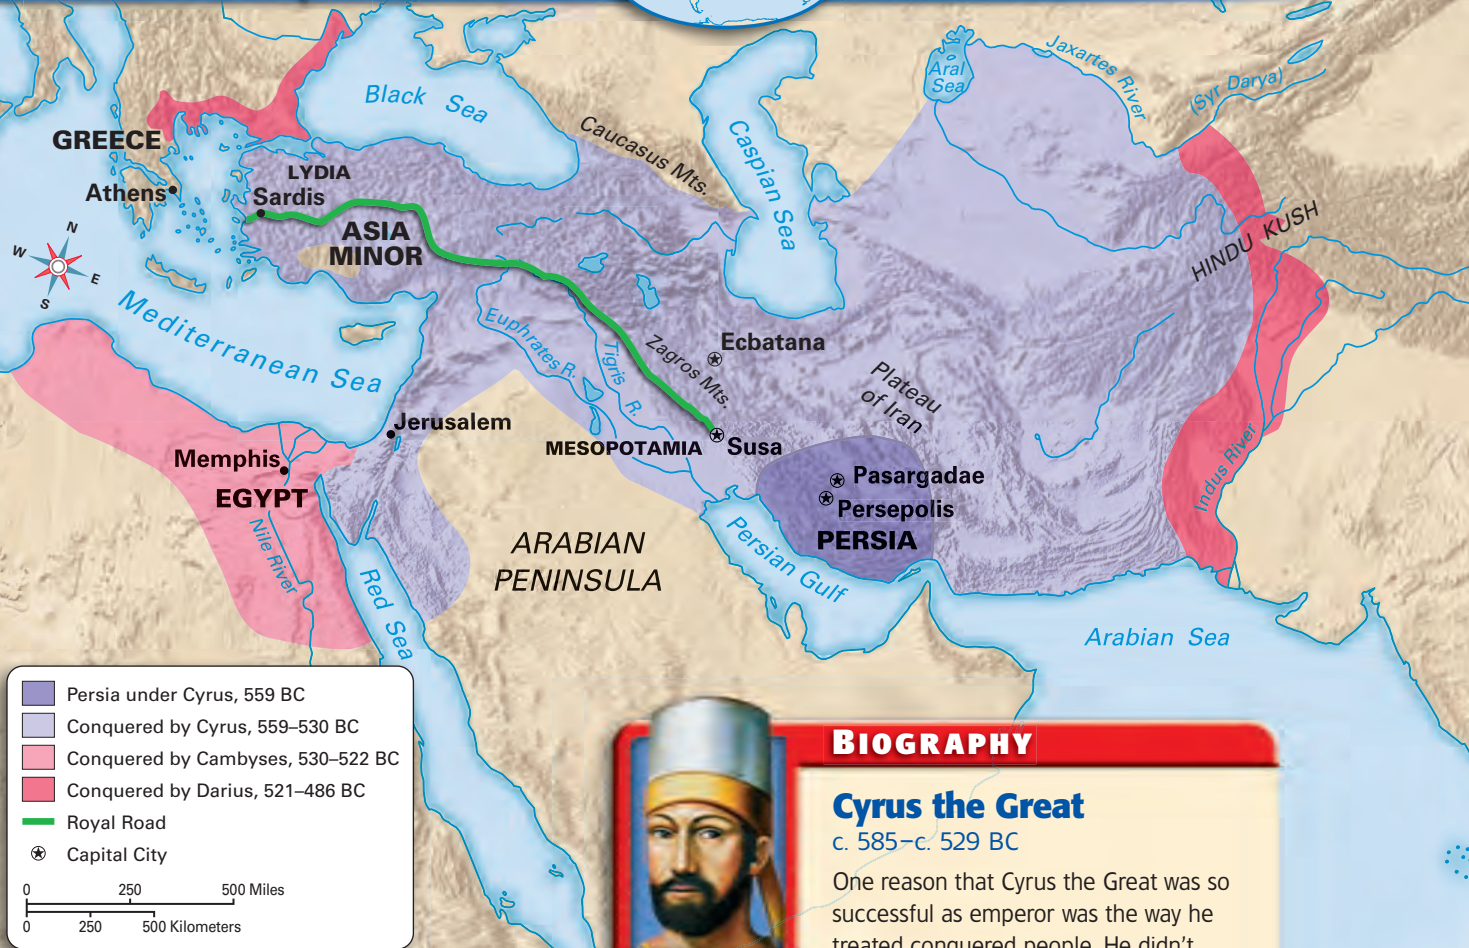 Black Sea
Aral
Sea
Jaxartes River
(Syr Darya)
Caucasus Mts.
Caspian Sea
GREECE
Athens
LYDIA
Sardis
ASIA
MINOR
HINDU KUSH
N
W
E
S
Mediterranean Sea
Euphrates R.
Tigris R.
Zagros Mts.
Ecbatana
Plateau
of Iran
Jerusalem
MESOPOTAMIA
Susa
Memphis
EGYPT
Nile River
Red Sea
Pasargadae
Persepolis
PERSIA
Indus River
ARABIAN
PENINSULA
Persian Gulf
Arabian Sea
Persia under Cyrus, 559 BC
Conquered by Cyrus, 559–530 BC
Conquered by Cambyses, 530–522 BC
Conquered by Darius, 521–486 BC
Royal Road
Capital City
0 250 500 Miles
0 250 500 Kilometers
BIOGRAPHY
Cyrus the Great
c. 585–c. 529 BC
One reason that Cyrus the Great was so
successful as emperor was the way he
treated conquered people. He didn't